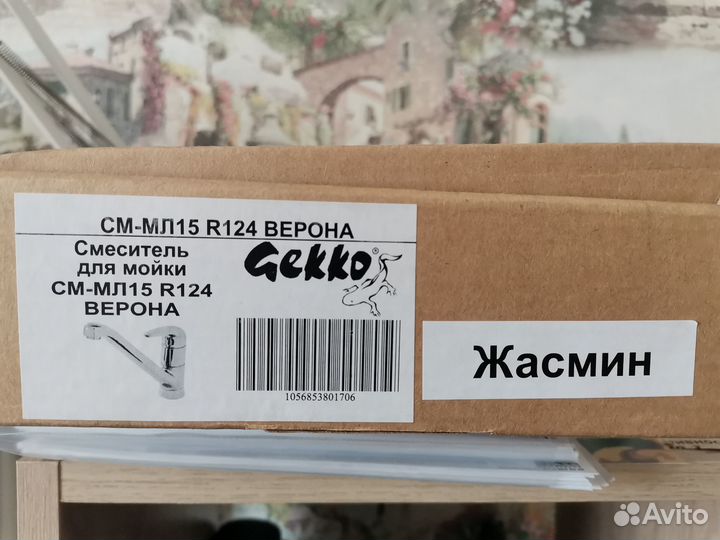 СМ-МЛ15 R124 ВЕРОНА
Смеситель
для мойки
СМ-МЛ15 R124
ВЕРОНА
Gekko®
1056853801706
Жасмин
Avito